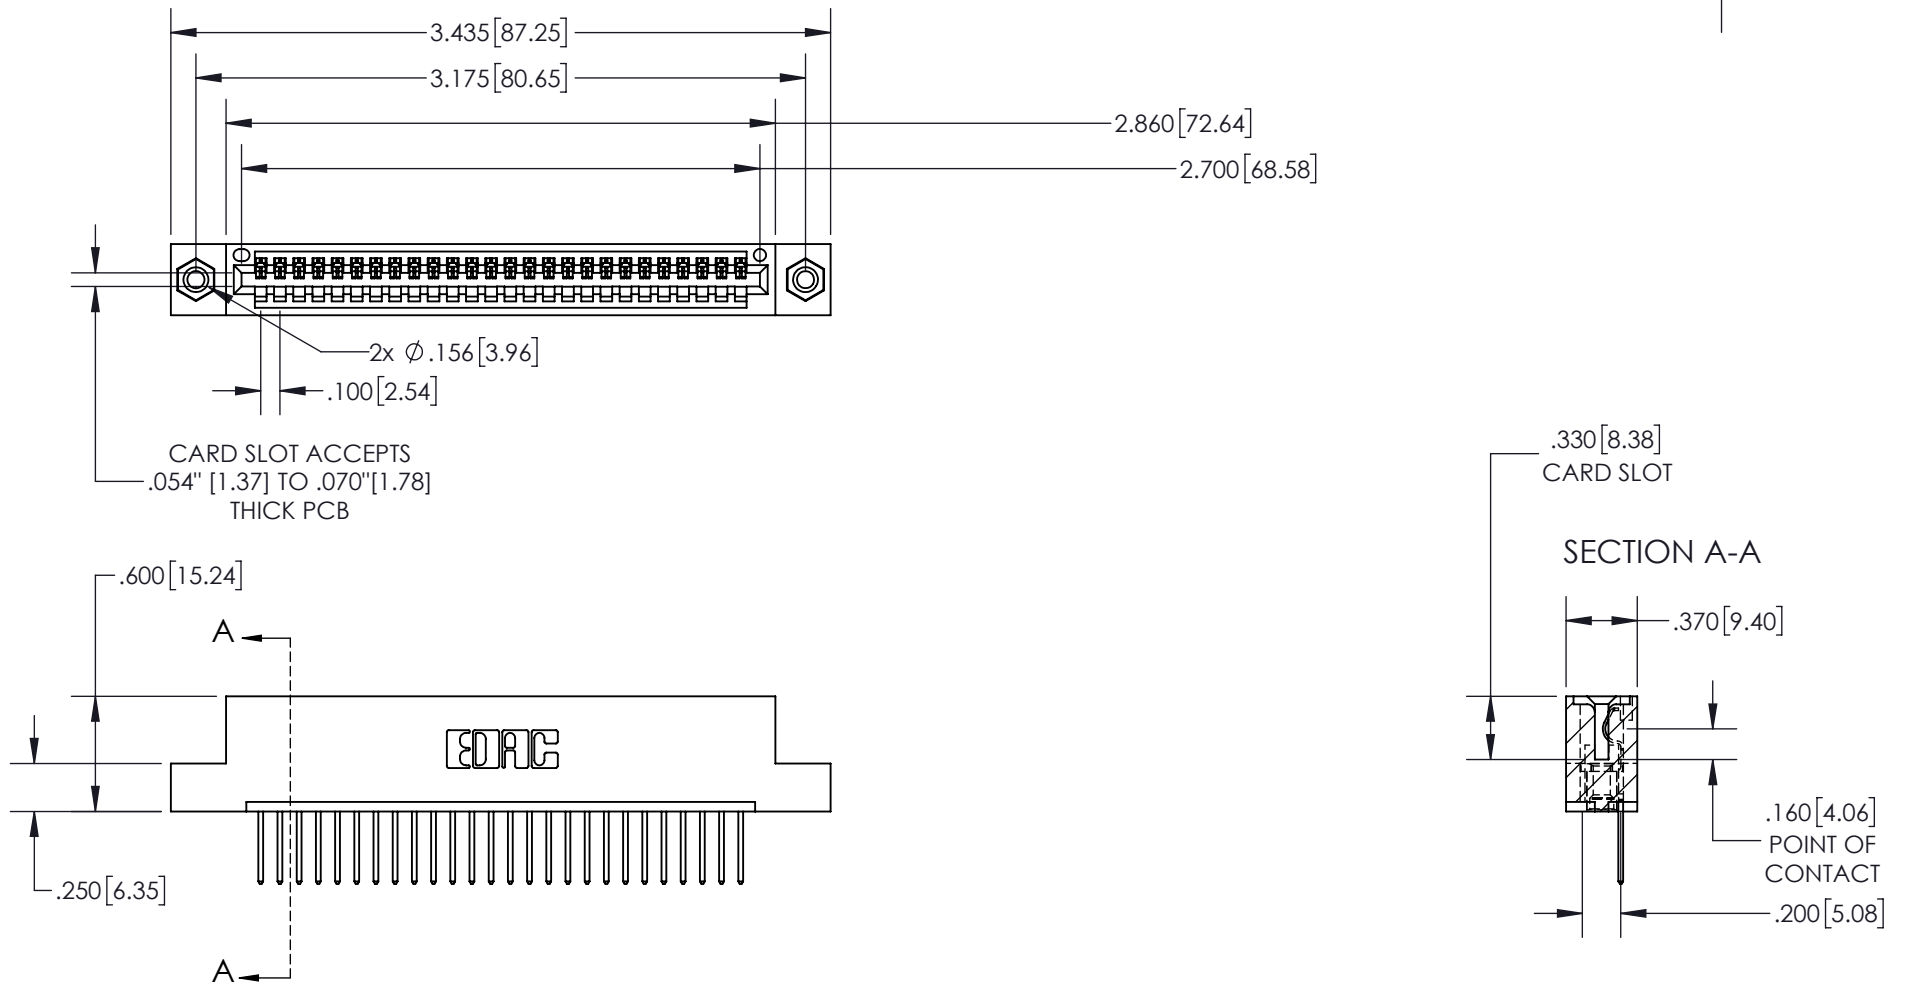 3.435[87.25]
3.175[80.65]
2.860[72.64]
2.700[68.58]
2x Ø.156[3.96]
.100[2.54]
CARD SLOT ACCEPTS
.054" [1.37] TO .070"[1.78]
THICK PCB
.330[8.38]
CARD SLOT
SECTION A-A
.600[15.24]
A
.370[9.40]
EDAC
.160[4.06]
POINT OF
CONTACT
.250[6.35]
.200[5.08]
A